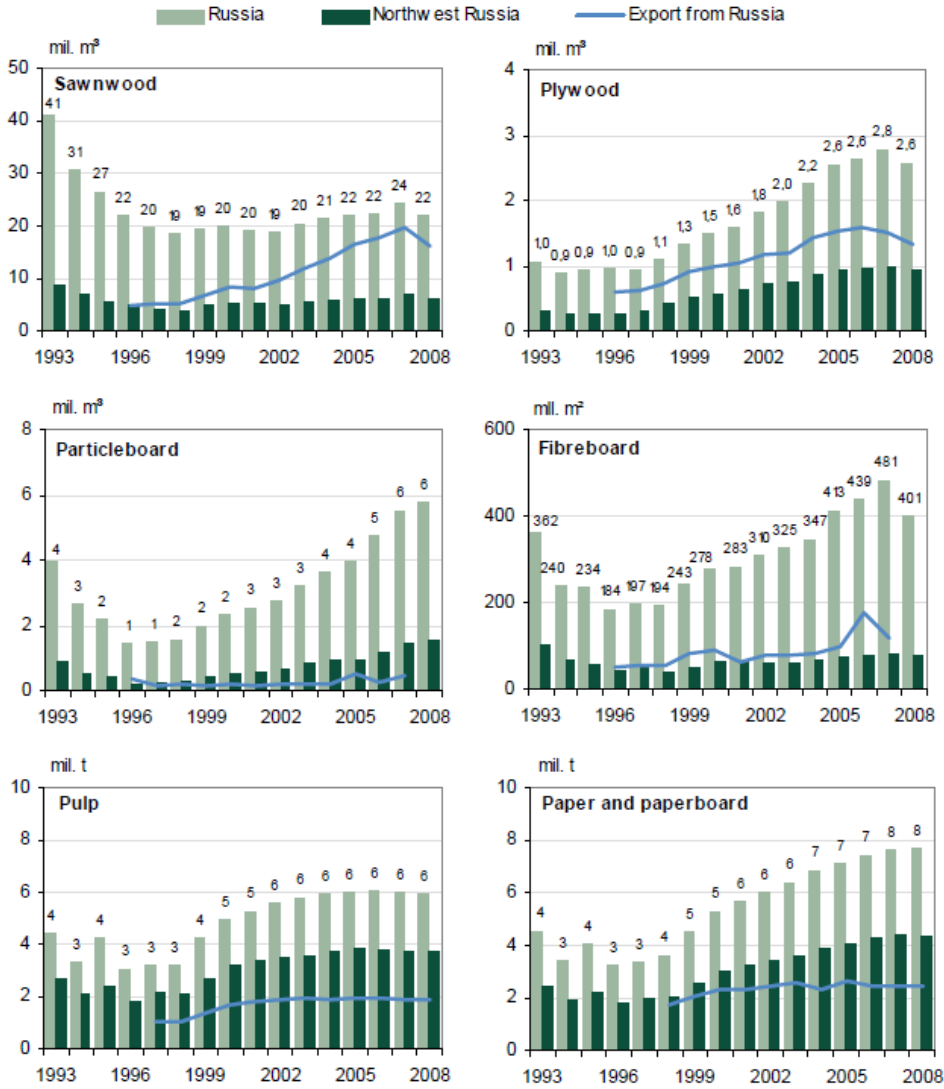 Russia Northwest Russia Export from Russia
mil. m³
Sawnwood
50
40
30
20
10
0
41 31 27 22 20 19 19 20 20 19 20 21 22 22 24 22
1993 1996 1999 2002 2005 2008
mil. m³
Plywood
4
3
2
1
0
1,0 0,9 0,9 1,0 0,9 1,1 1,3 1,5 1,6 1,8 2,0 2,2 2,6 2,6 2,8 2,6
1993 1996 1999 2002 2005 2008
mil. m³
Particleboard
8
6
4
2
0
4 3 2 1 1 2 2 2 3 3 3 4 4 5 6 6
1993 1996 1999 2002 2005 2008
mill. m²
Fibreboard
600
400
200
0
362 240 234 184 197 194 243 278 283 310 325 347 413 439 481 401
1993 1996 1999 2002 2005 2008
mil. t
Pulp
10
8
6
4
2
0
4 3 4 3 3 3 4 5 5 6 6 6 6 6 6 6
1993 1996 1999 2002 2005 2008
mil. t
Paper and paperboard
10
8
6
4
2
0
4 3 4 3 3 4 5 5 6 6 6 7 7 7 8 8
1993 1996 1999 2002 2005 2008